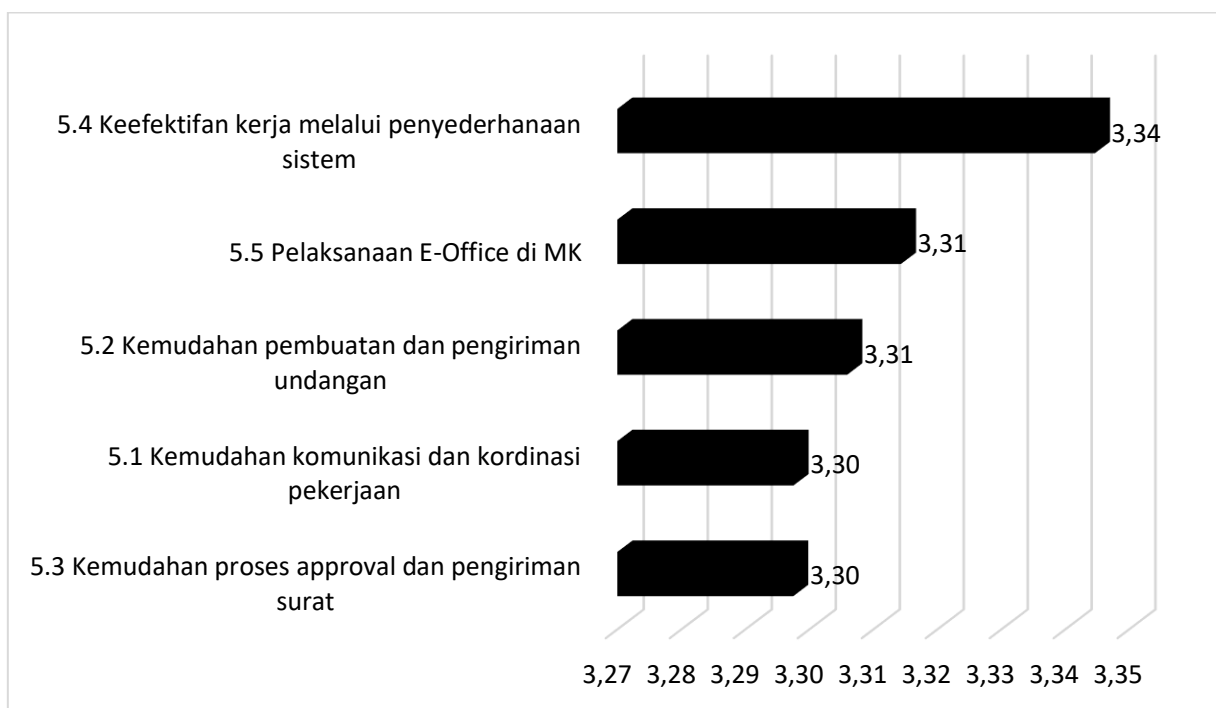 5.4 Keefektifan kerja melalui penyederhanaan
sistem
3,34
5.5 Pelaksanaan E-Office di MK
3,31
5.2 Kemudahan pembuatan dan pengiriman
undangan
3,31
5.1 Kemudahan komunikasi dan kordinasi
pekerjaan
3,30
5.3 Kemudahan proses approval dan pengiriman
surat
3,30
3,27 3,28 3,29 3,30 3,31 3,32 3,33 3,34 3,35